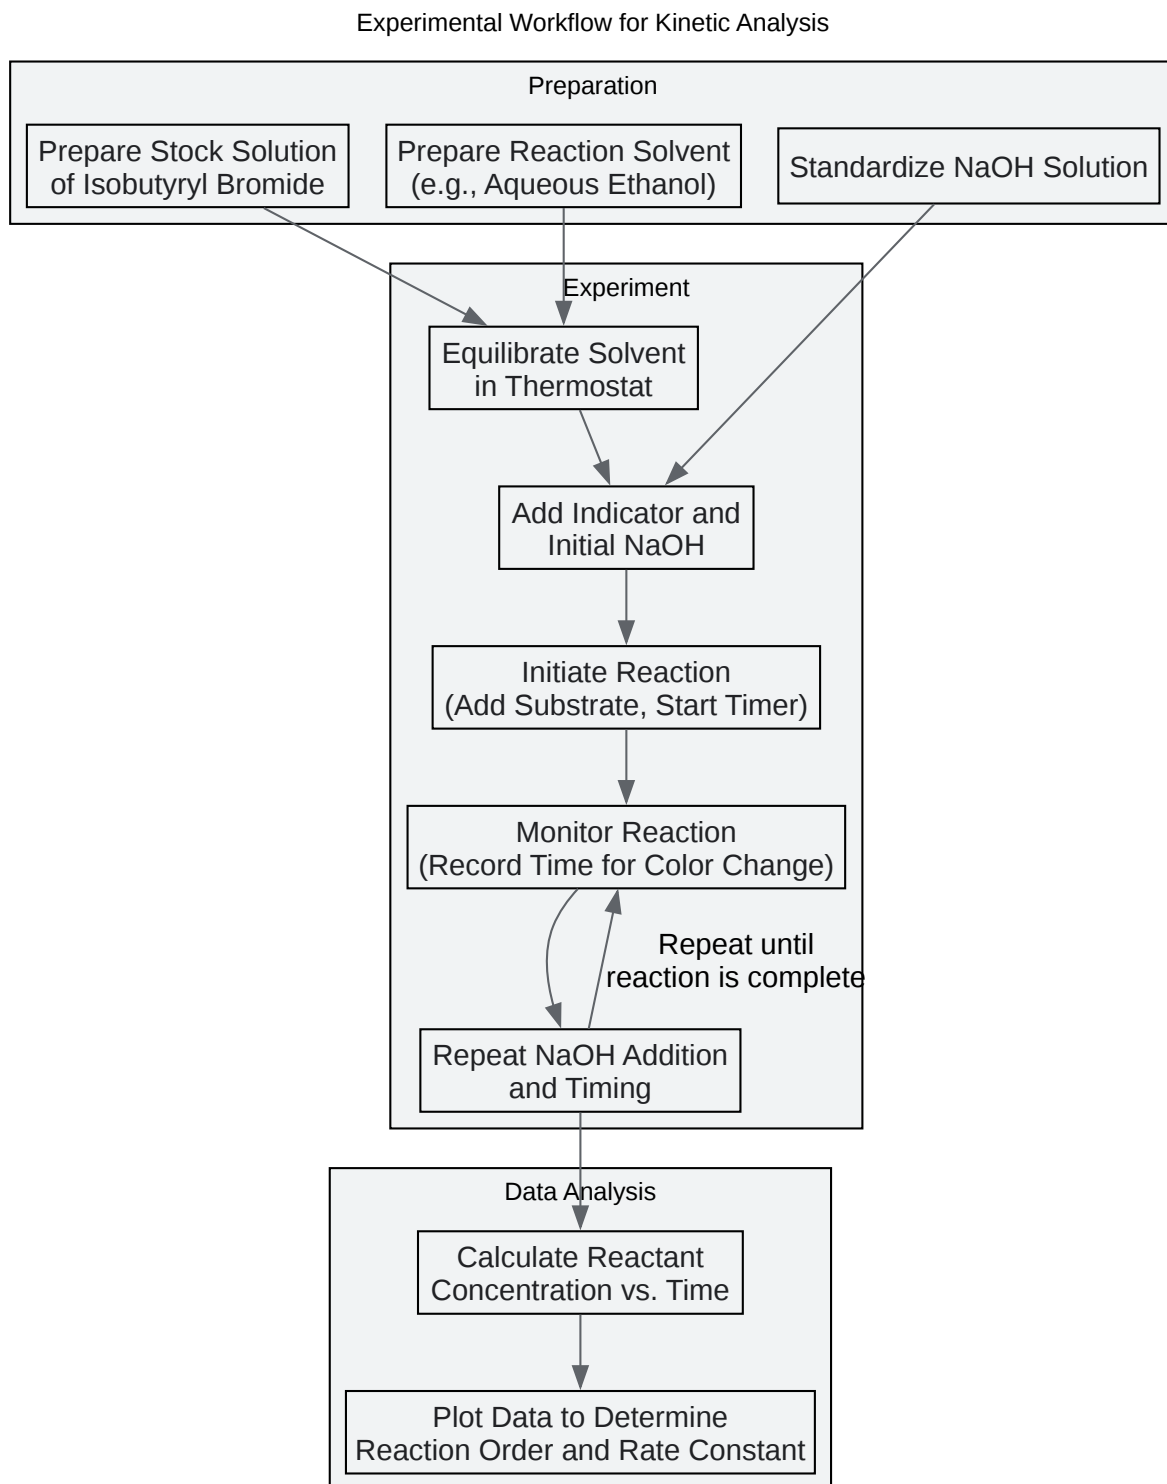 Experimental Workflow for Kinetic Analysis
Preparation
Prepare Stock Solution
of Isobutyryl Bromide
Prepare Reaction Solvent
(e.g., Aqueous Ethanol)
Standardize NaOH Solution
Experiment
Equilibrate Solvent
in Thermostat
Add Indicator and
Initial NaOH
Initiate Reaction
(Add Substrate, Start Timer)
Monitor Reaction
(Record Time for Color Change)
Repeat until
reaction is complete
Repeat NaOH Addition
and Timing
Data Analysis
Calculate Reactant
Concentration vs. Time
Plot Data to Determine
Reaction Order and Rate Constant